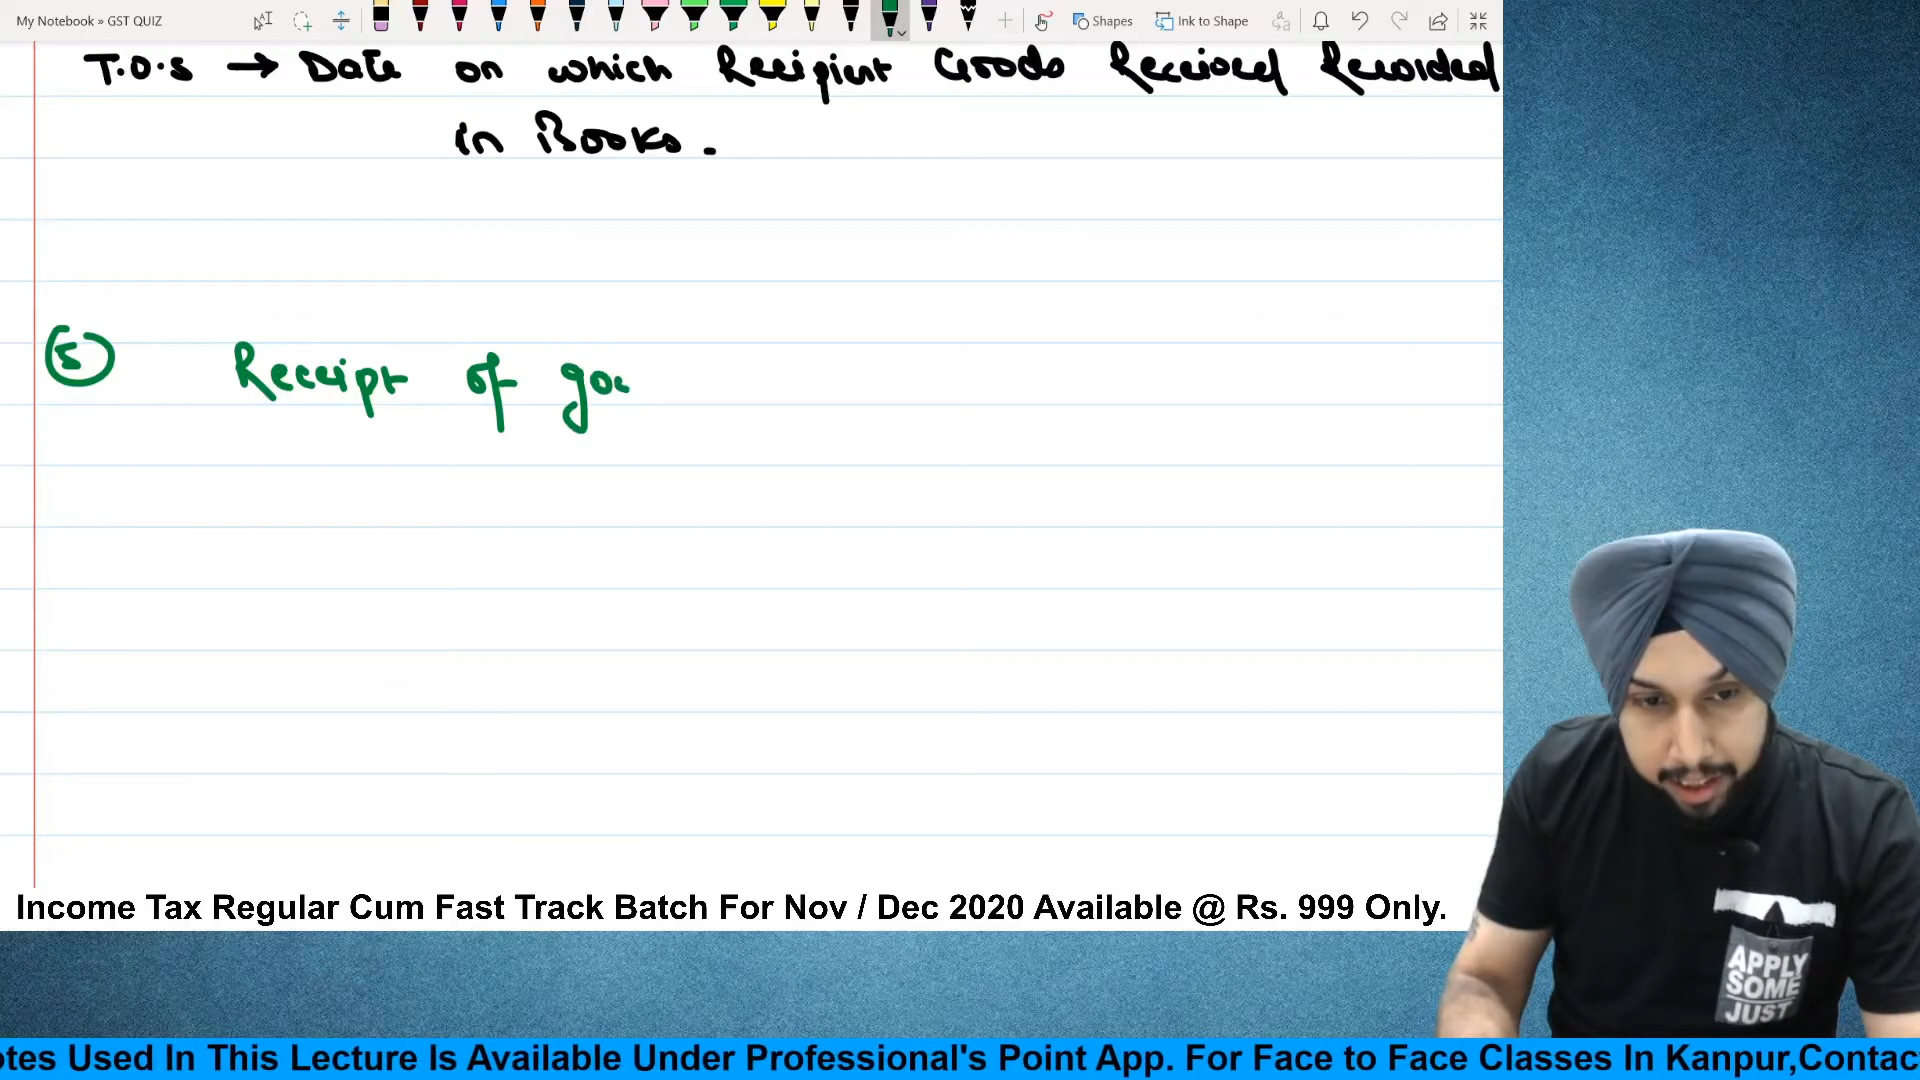 My Notebook » GST QUIZ
Shapes
Ink to Shape
T.O.S → Date on which Recipient Goods Received Recorded
in Books.
5 Receipt of goo
APPLY
SOME
JUST
Income Tax Regular Cum Fast Track Batch For Nov / Dec 2020 Available @ Rs. 999 Only.
otes Used In This Lecture Is Available Under Professional's Point App. For Face to Face Classes In Kanpur,Contac